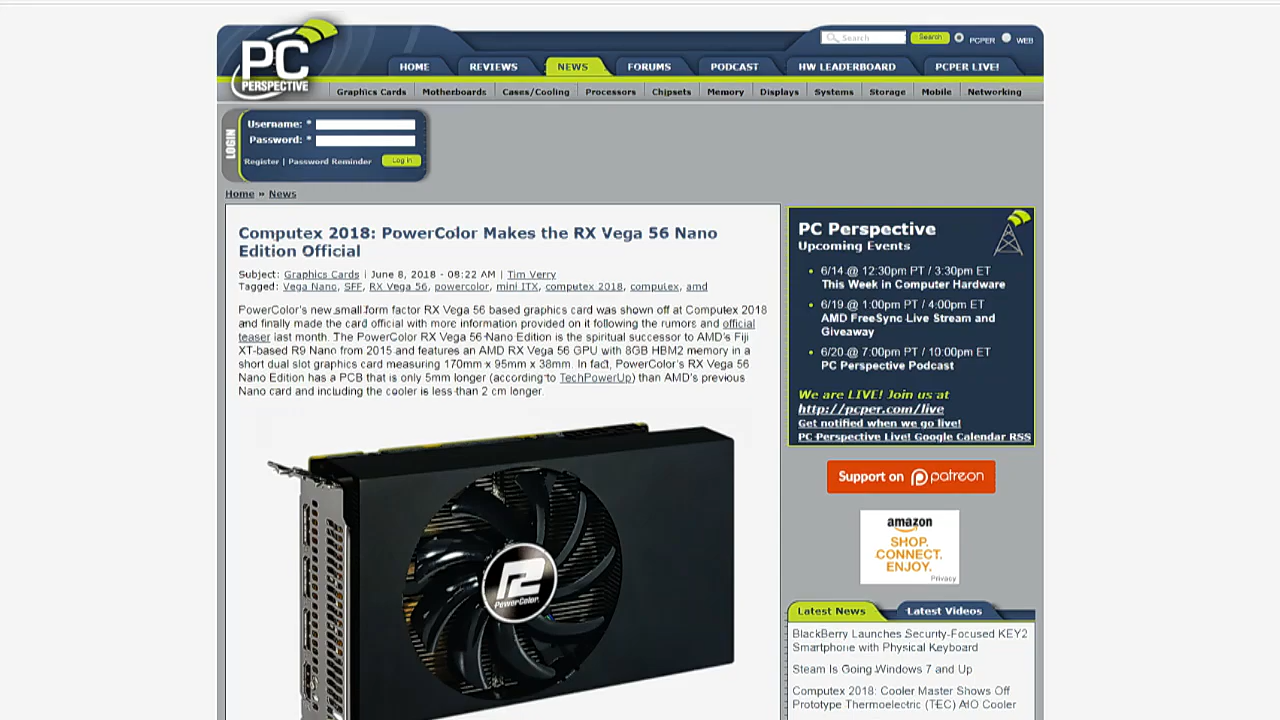 PC
PERSPECTIVE
Search
Search
PCPER
WEB
HOME
REVIEWS
NEWS
FORUMS
PODCAST
HW LEADERBOARD
PCPER LIVE!
Graphics Cards
Motherboards
Cases/Cooling
Processors
Chipsets
Memory
Displays
Systems
Storage
Mobile
Networking
LOGIN
Username: *
Password: *
Register | Password Reminder
Log in
Home » News
Computex 2018: PowerColor Makes the RX Vega 56 Nano
Edition Official
Subject: Graphics Cards | June 8, 2018 - 08:22 AM | Tim Verry
Tagged: Vega Nano, SFF, RX Vega 56, powercolor, mini ITX, computex 2018, computex, amd
PowerColor's new small form factor RX Vega 56 based graphics card was shown off at Computex 2018
and finally made the card official with more information provided on it following the rumors and official
teaser last month. The PowerColor RX Vega 56 Nano Edition is the spiritual successor to AMD's Fiji
XT-based R9 Nano from 2015 and features an AMD RX Vega 56 GPU with 8GB HBM2 memory in a
short dual slot graphics card measuring 170mm x 95mm x 38mm. In fact, PowerColor's RX Vega 56
Nano Edition has a PCB that is only 5mm longer (according to TechPowerUp) than AMD's previous
Nano card and including the cooler is less than 2 cm longer.
PowerColor
PC Perspective
Upcoming Events
6/14 @ 12:30pm PT / 3:30pm ET
This Week in Computer Hardware
6/19 @ 1:00pm PT / 4:00pm ET
AMD FreeSync Live Stream and
Giveaway
6/20 @ 7:00pm PT / 10:00pm ET
PC Perspective Podcast
We are LIVE! Join us at
http://pcper.com/live
Get notified when we go live!
PC Perspective Live! Google Calendar RSS
Support on patreon
amazon
SHOP.
CONNECT.
ENJOY.
Privacy
Latest News
Latest Videos
BlackBerry Launches Security-Focused KEY2
Smartphone with Physical Keyboard
Steam Is Going Windows 7 and Up
Computex 2018: Cooler Master Shows Off
Prototype Thermoelectric (TEC) AIO Cooler